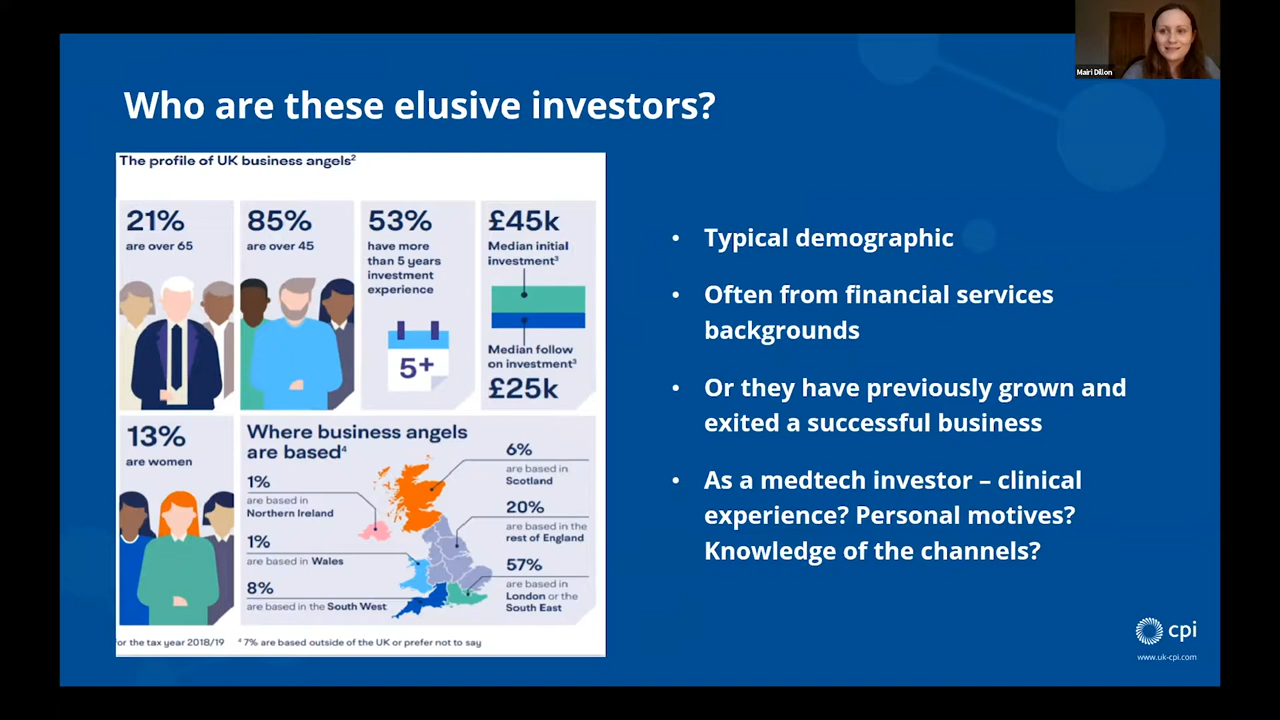 Mairi Dillon
Who are these elusive investors?
The profile of UK business angels²
21%
are over 65
85%
are over 45
53%
have more
than 5 years
investment
experience
5+
£45k
Median initial
investment³
Median follow
on investment³
£25k
13%
are women
Where business angels
are based⁴
1%
are based in
Northern Ireland
1%
are based in Wales
8%
are based in the South West
6%
are based in
Scotland
20%
are based in the
rest of England
57%
are based in
London or the
South East
or the tax year 2018/19 ⁴ 7% are based outside of the UK or prefer not to say
• Typical demographic
• Often from financial services
backgrounds
• Or they have previously grown and
exited a successful business
• As a medtech investor – clinical
experience? Personal motives?
Knowledge of the channels?
cpi
www.uk-cpi.com